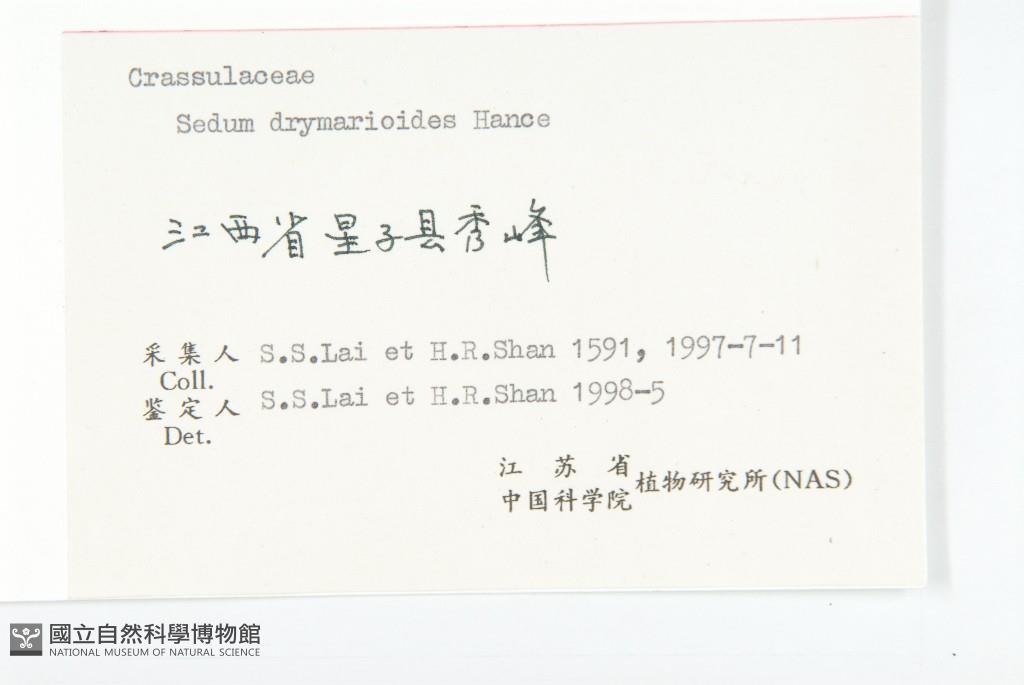 Crassulaceae
Sedum drymarioides Hance
江西省星子县秀峰
采集人 S.S.Lai et H.R.Shan 1591, 1997-7-11
Coll.
鉴定人 S.S.Lai et H.R.Shan 1998-5
Det.
江苏省
中国科学院植物研究所(NAS)
國立自然科學博物館
NATIONAL MUSEUM OF NATURAL SCIENCE